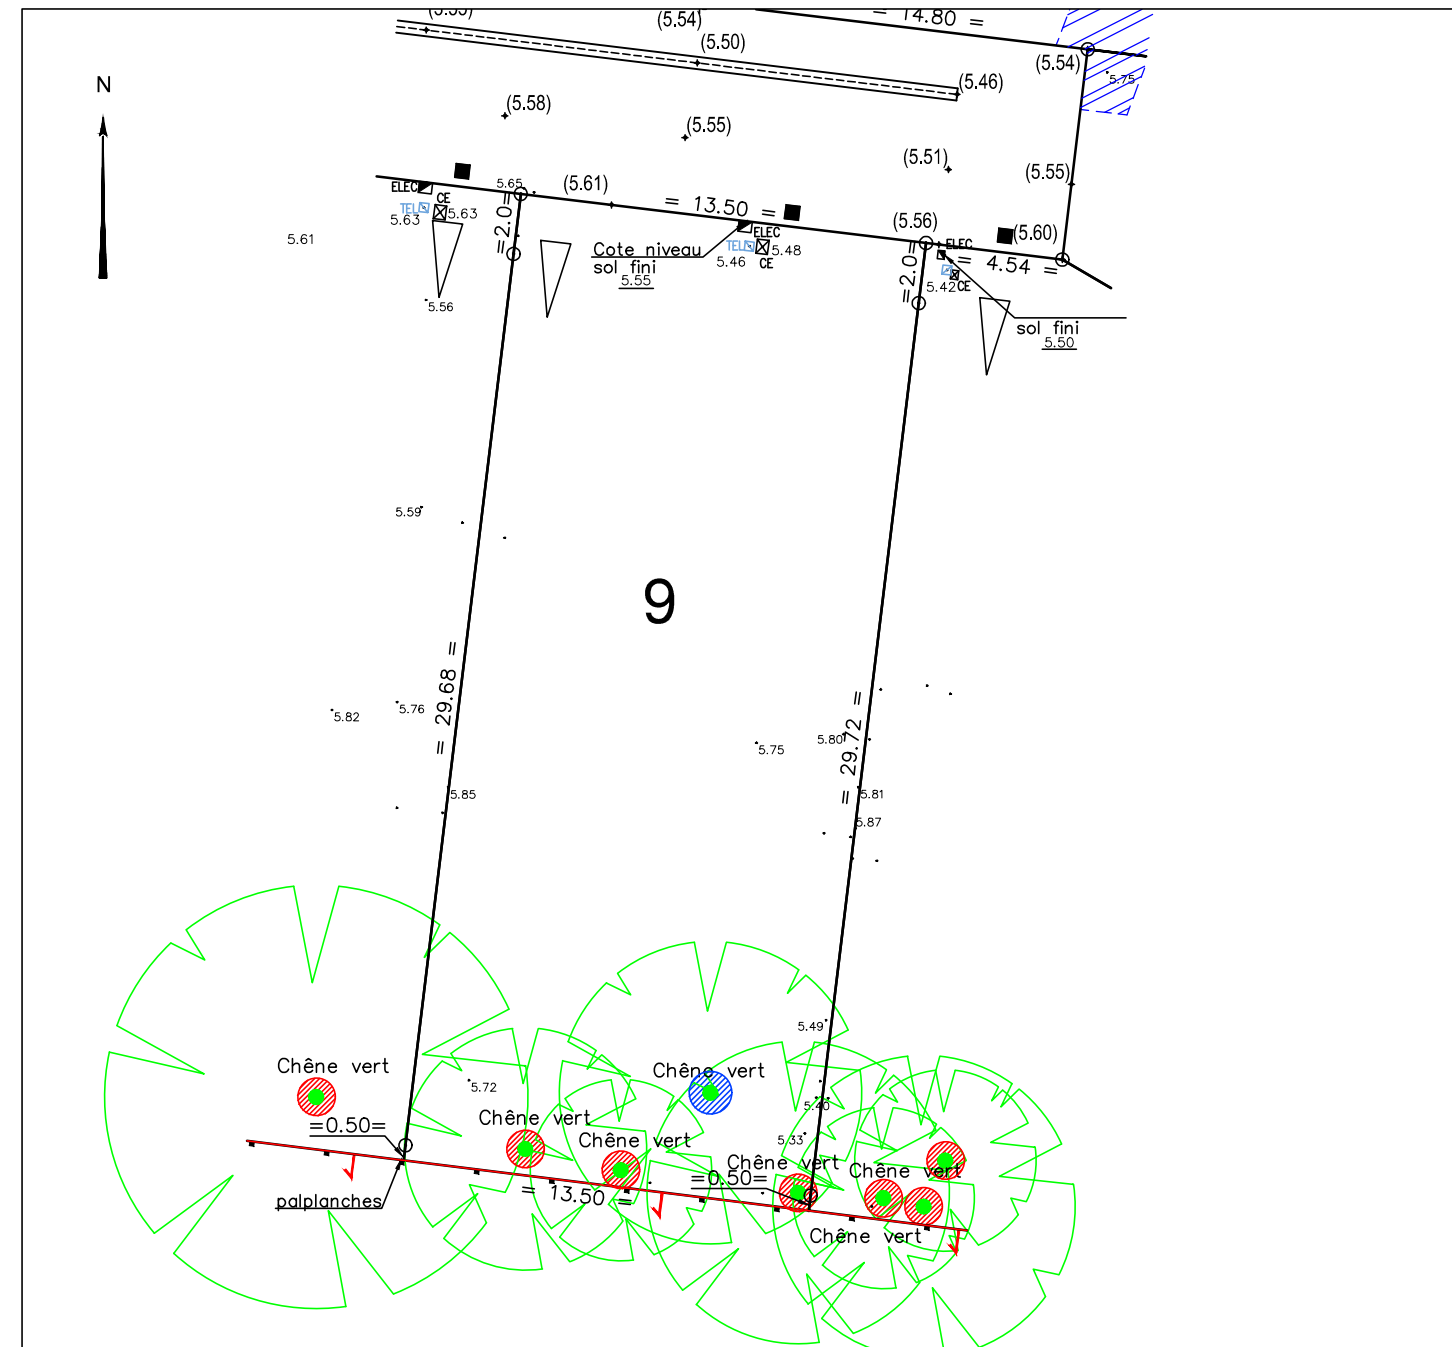 = 14.80 =
(5.54)
(5.50)
(5.54)
(5.46)
5.75
N
(5.58)
(5.55)
(5.51)
(5.55)
ELEC
CE
TEL
5.63
5.63
5.65
(5.61)
= 13.50 =
(5.56)
(5.60)
ELEC
TEL
5.48
5.46
CE
ELEC
= 4.54 =
5.42
CE
=2.0=
=2.0=
5.61
Cote niveau
sol fini
5.55
5.56
sol fini
5.50
5.59
9
= 29.68 =
= 29.72 =
5.82
5.76
5.75
5.80
5.85
5.81
5.87
5.49
Chêne vert
Chêne vert
5.72
5.40
=0.50=
Chêne vert
Chêne vert
5.33
Chêne vert
Chêne vert
=0.50=
palplanches
= 13.50 =
Chêne vert